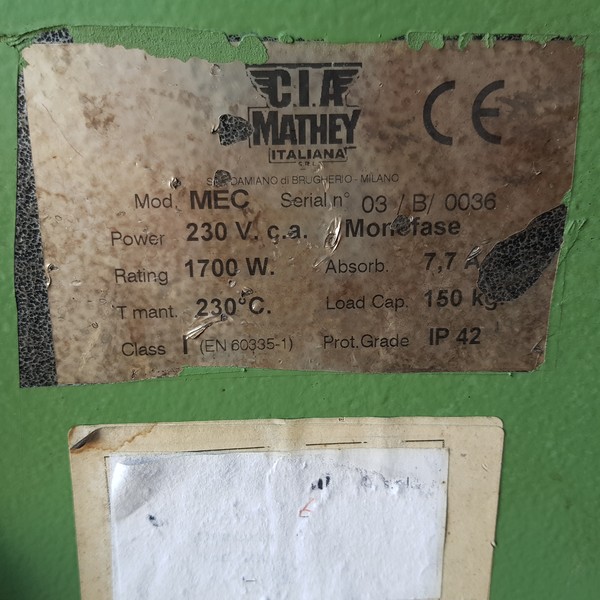 C.I.A
MATHEY
ITALIANA
S.R.L.
DAMIANO di BRUGHERIO - MILANO
Mod. MEC Serial n° 03 / B/ 0036
Power 230 V. c.a. Monofase
Rating 1700 W. Absorb. 7,7 A
T mant. 230°C. Load Cap. 150 kg.
Class I (EN 60335-1) Prot.Grade IP 42
CE